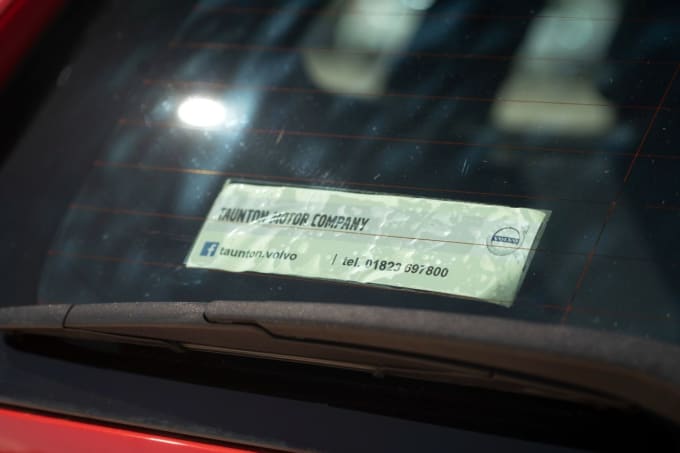 TAUNTON MOTOR COMPANY
VOLVO
taunton.volvo | tel. 01823 697800